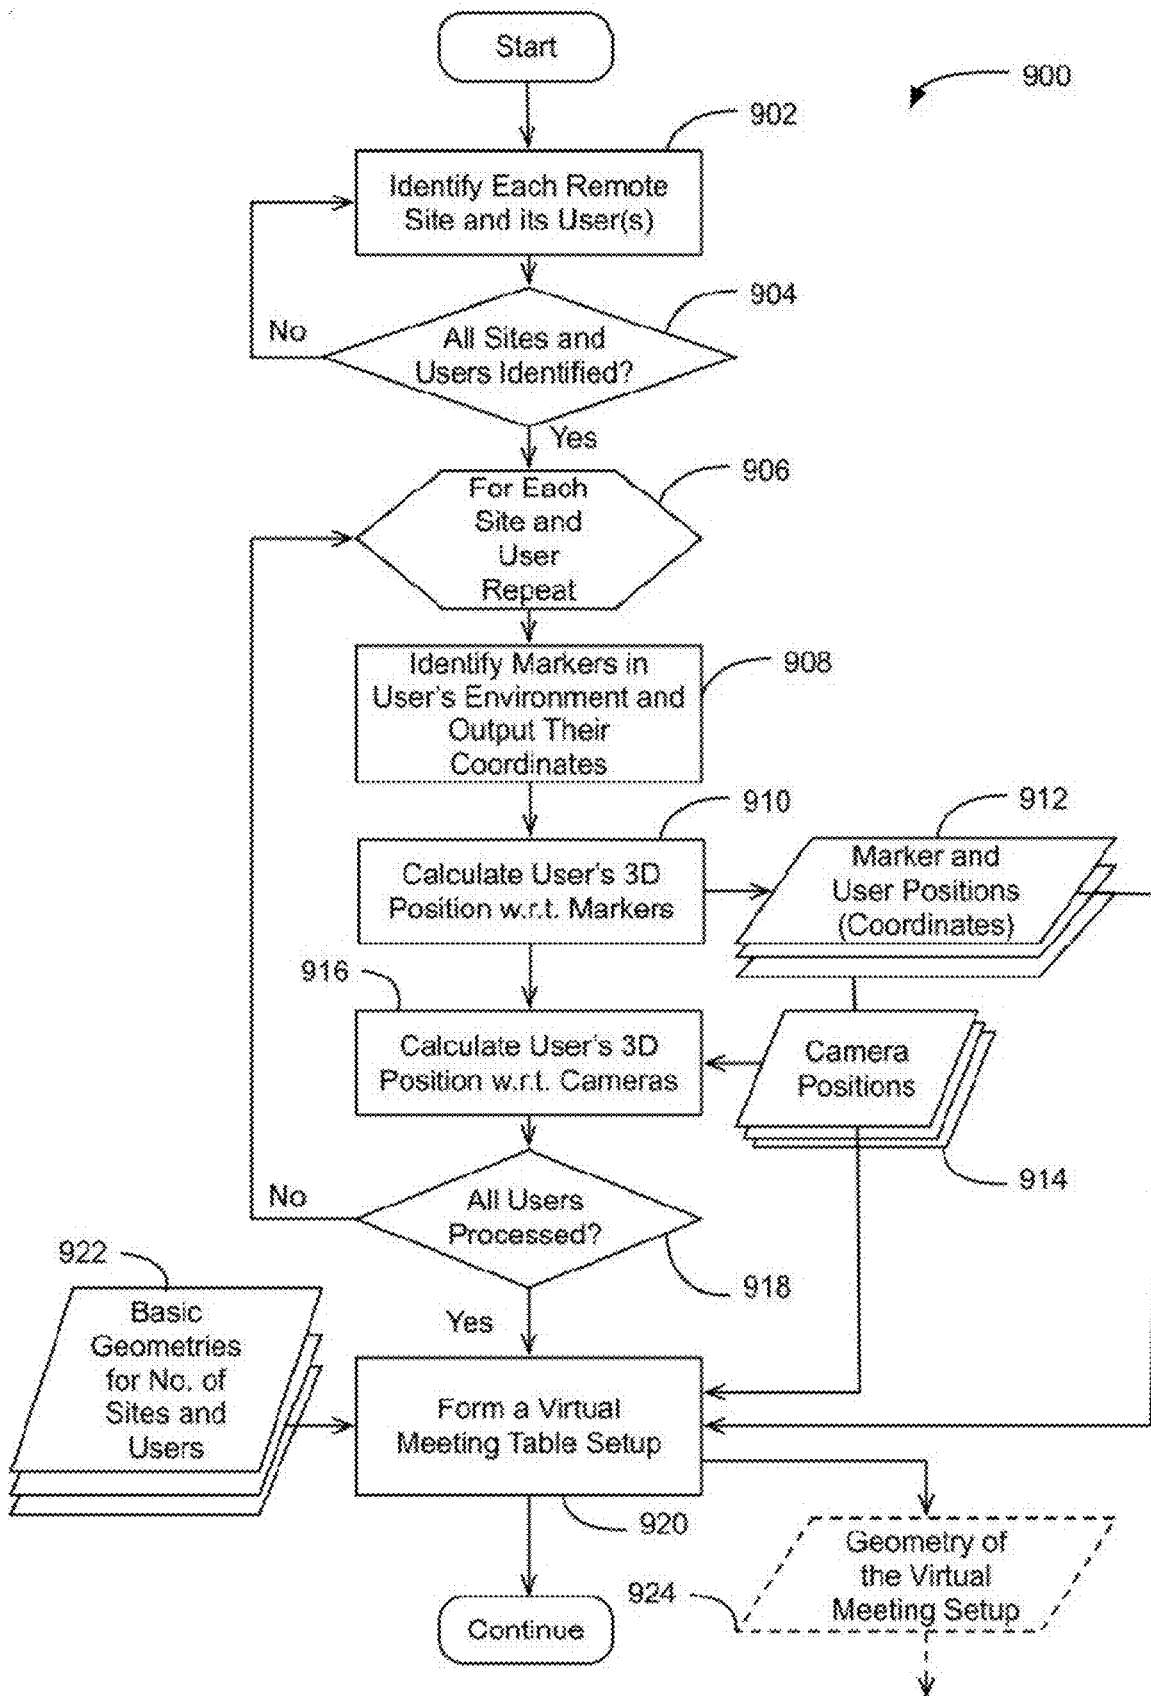 Start
900
902
Identify Each Remote
Site and its User(s)
904
No
All Sites and
Users Identified?
Yes
906
For Each
Site and
User
Repeat
908
Identify Markers in
User's Environment and
Output Their
Coordinates
910
912
Calculate User's 3D
Position w.r.t. Markers
Marker and
User Positions
(Coordinates)
916
Calculate User's 3D
Position w.r.t. Cameras
Camera
Positions
914
No
All Users
Processed?
918
922
Yes
Basic
Geometries
for No. of
Sites and
Users
Form a Virtual
Meeting Table Setup
920
Geometry of
the Virtual
Meeting Setup
924
Continue